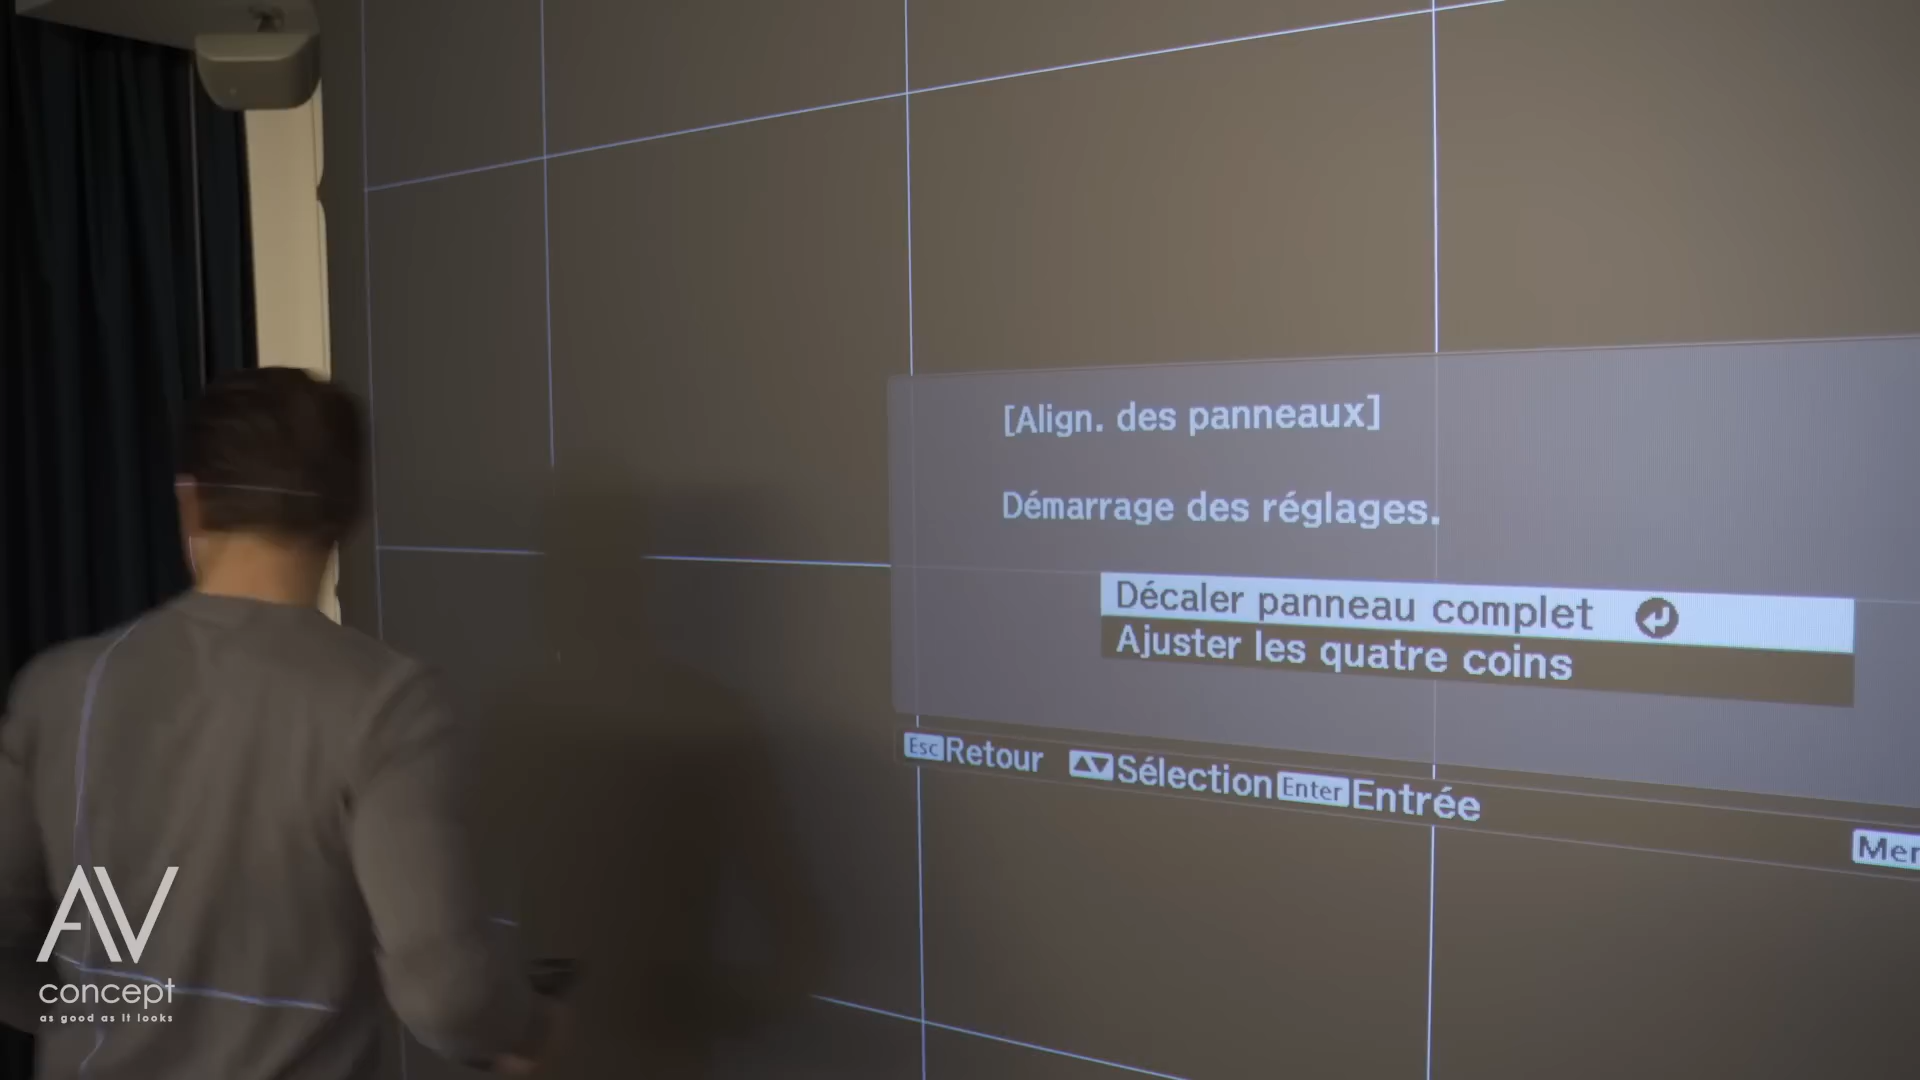 [Align. des panneaux]
Démarrage des réglages.
Décaler panneau complet
Ajuster les quatre coins
Esc Retour Sélection Enter Entrée
AV
concept
as good as it looks